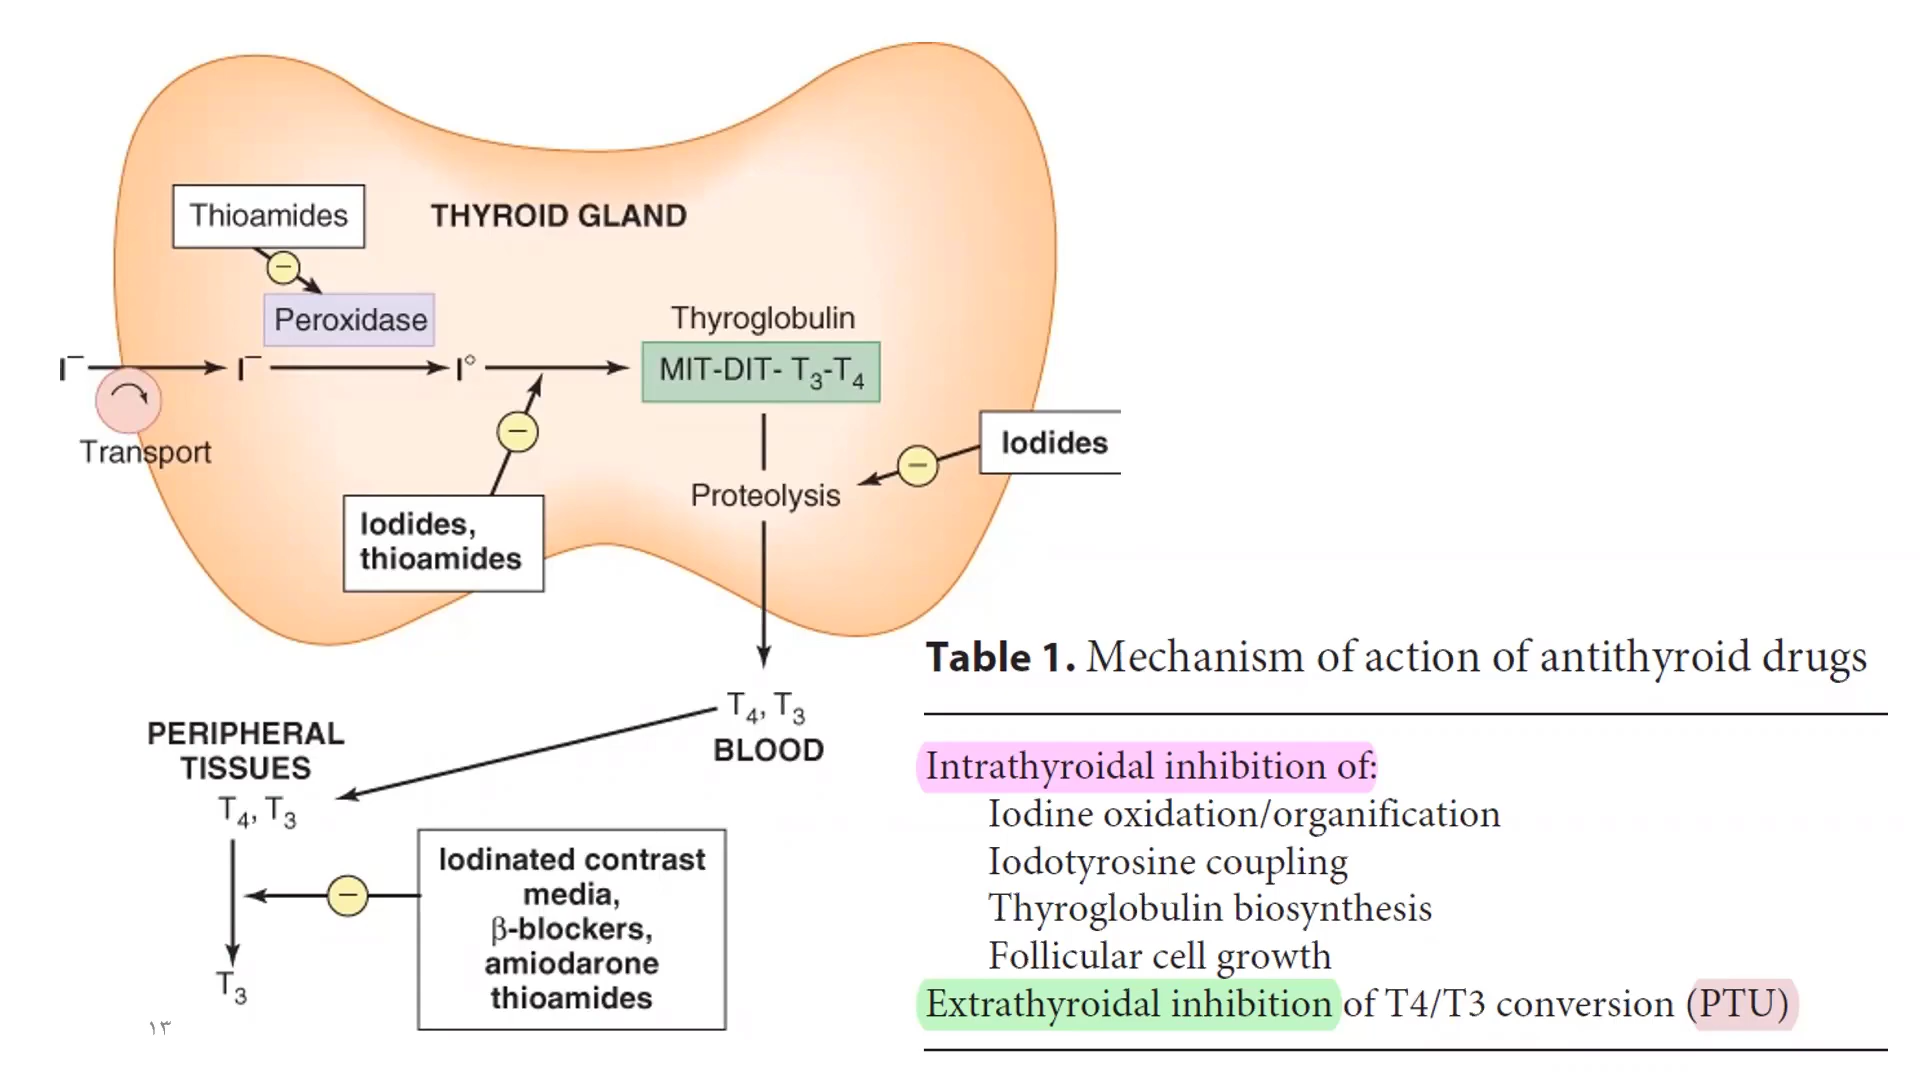 Thioamides
THYROID GLAND
Peroxidase
Thyroglobulin
I⁻ I⁻ I° MIT-DIT- T₃-T₄
Transport
Iodides
Proteolysis
Iodides,
thioamides
T₄, T₃
BLOOD
PERIPHERAL
TISSUES
T₄, T₃
Iodinated contrast
media,
β-blockers,
amiodarone
thioamides
T₃
١٣
Table 1. Mechanism of action of antithyroid drugs
Intrathyroidal inhibition of:
Iodine oxidation/organification
Iodotyrosine coupling
Thyroglobulin biosynthesis
Follicular cell growth
Extrathyroidal inhibition of T4/T3 conversion (PTU)